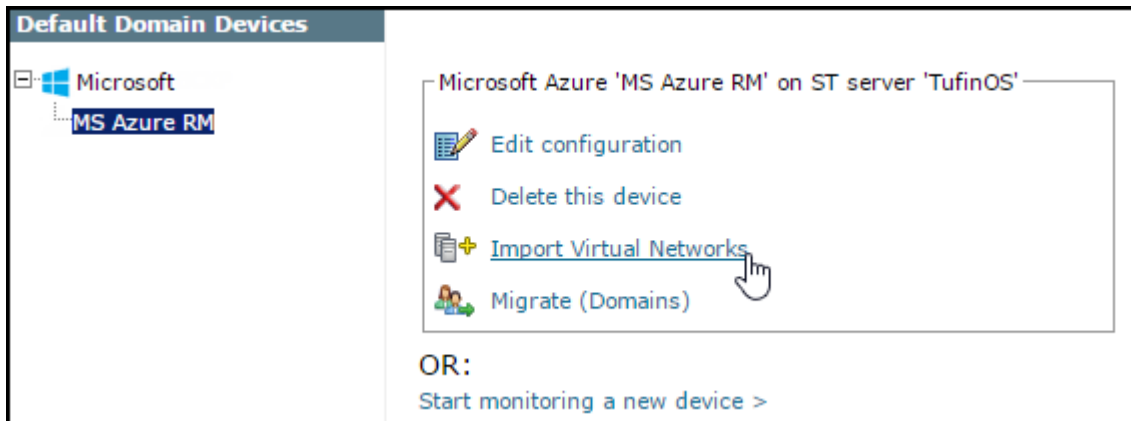 Default Domain Devices
Microsoft
MS Azure RM
Microsoft Azure 'MS Azure RM' on ST server 'TufinOS'
Edit configuration
Delete this device
Import Virtual Networks
Migrate (Domains)
OR:
Start monitoring a new device >